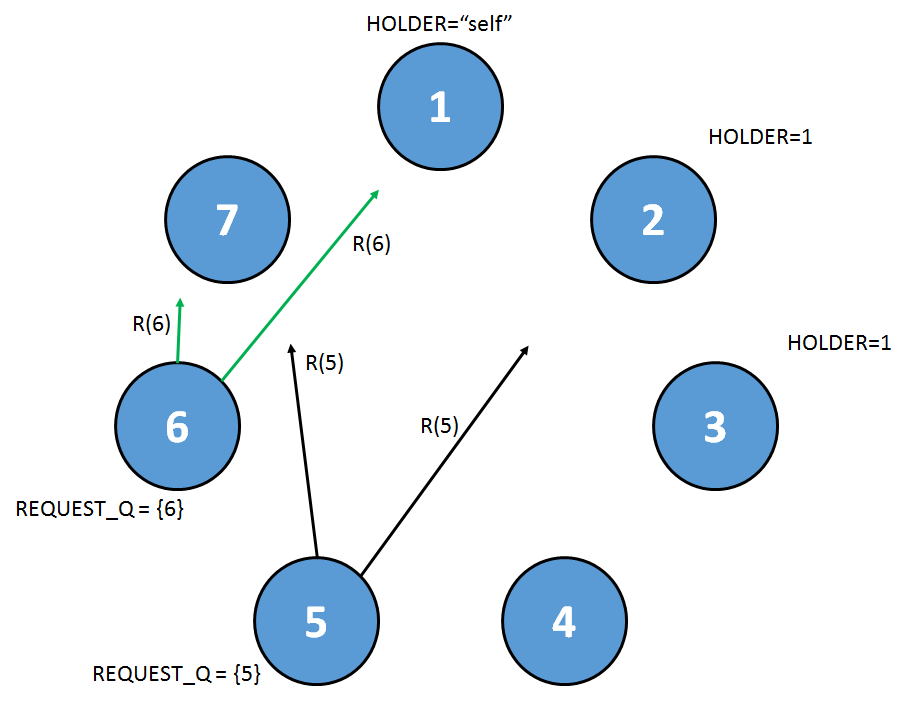 HOLDER=“self”
1
HOLDER=1
7
2
R(6)
R(6)
HOLDER=1
R(5)
R(5)
6
3
REQUEST_Q = {6}
5
4
REQUEST_Q = {5}